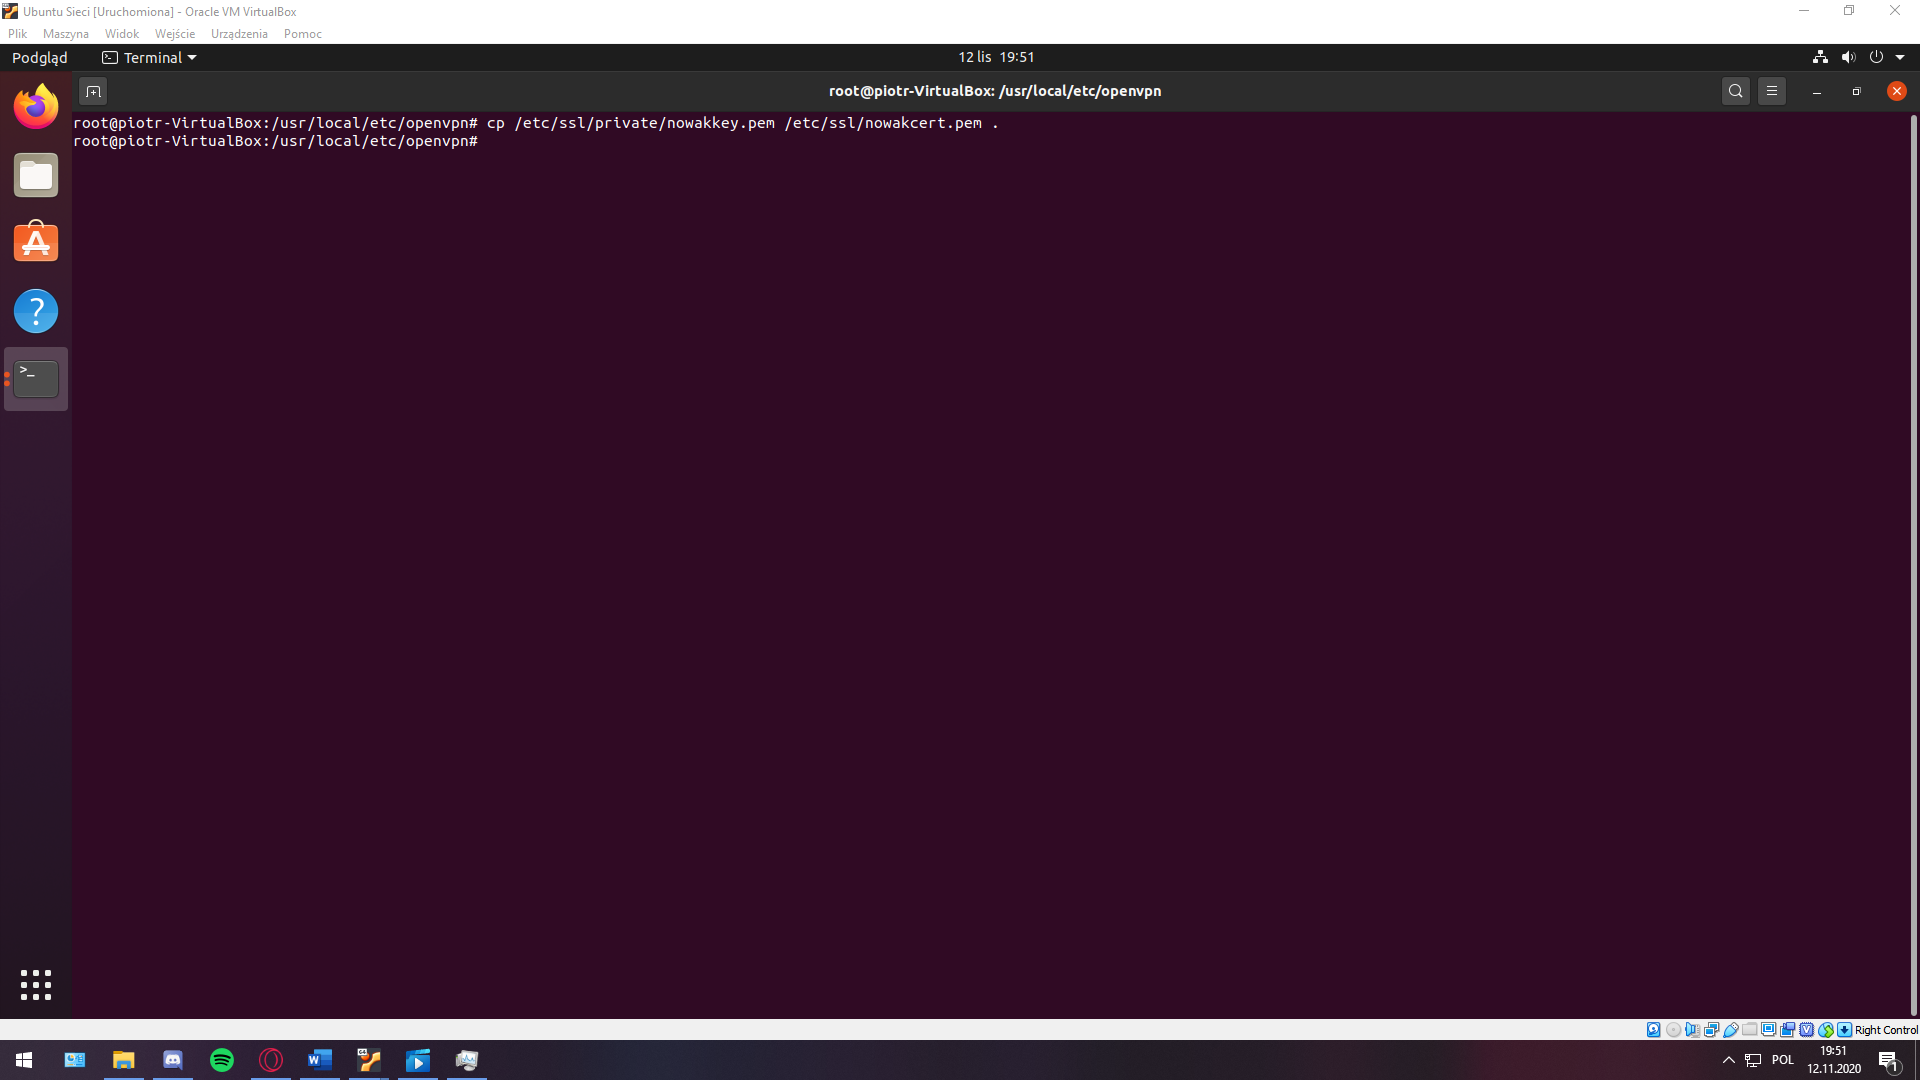 Ubuntu Sieci [Uruchomiona] - Oracle VM VirtualBox
Plik Maszyna Widok Wejście Urządzenia Pomoc
Podgląd Terminal 12 lis 19:51
root@piotr-VirtualBox: /usr/local/etc/openvpn
root@piotr-VirtualBox:/usr/local/etc/openvpn# cp /etc/ssl/private/nowakkey.pem /etc/ssl/nowakcert.pem .
root@piotr-VirtualBox:/usr/local/etc/openvpn#
Right Control
POL 19:51
12.11.2020
1